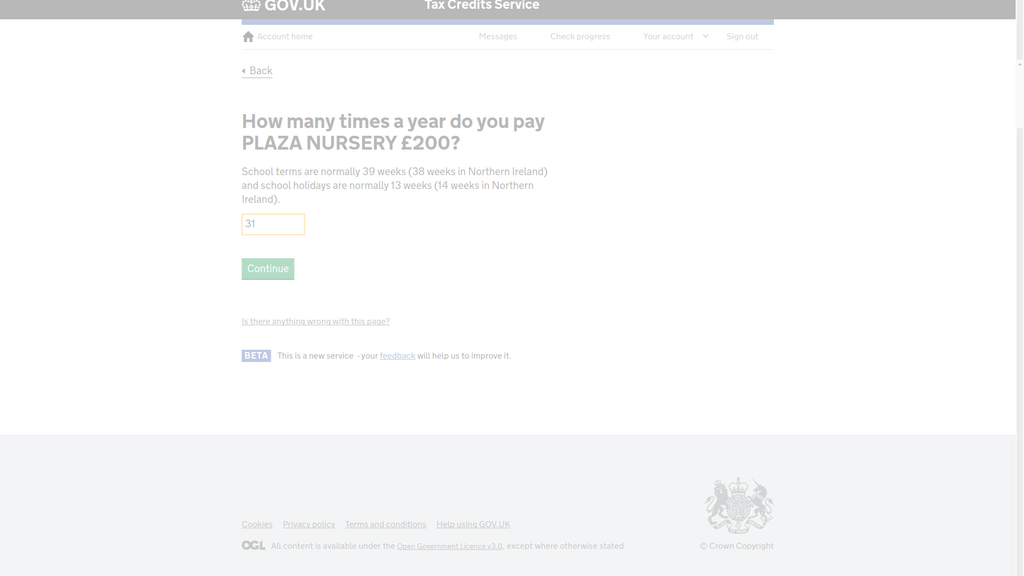 GOV.UK Tax Credits Service
Account home Messages Check progress Your account Sign out
Back
How many times a year do you pay
PLAZA NURSERY £200?
School terms are normally 39 weeks (38 weeks in Northern Ireland)
and school holidays are normally 13 weeks (14 weeks in Northern
Ireland).
31
Continue
Is there anything wrong with this page?
BETA This is a new service - your feedback will help us to improve it.
Cookies Privacy policy Terms and conditions Help using GOV.UK
OGL All content is available under the Open Government Licence v3.0, except where otherwise stated
© Crown Copyright